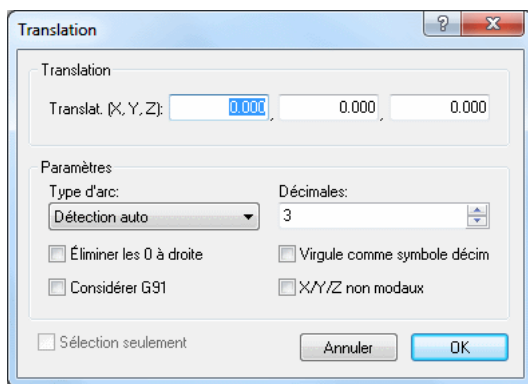 Translation
Translation
Translat. (X, Y, Z): 0.000, 0.000, 0.000
Paramètres
Type d'arc: Décimales:
Détection auto 3
Éliminer les 0 à droite Virgule comme symbole décim
Considérer G91 X/Y/Z non modaux
Sélection seulement Annuler OK